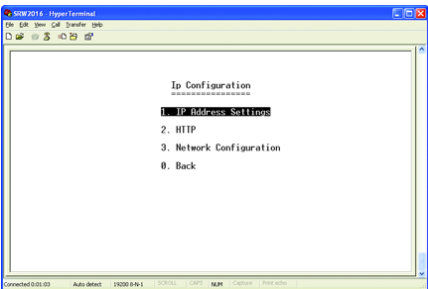 SRW2016 - HyperTerminal
File Edit View Call Transfer Help
Ip Configuration
================
1. IP Address Settings
2. HTTP
3. Network Configuration
0. Back
Connected 0:01:03 Auto detect 19200 8-N-1 SCROLL CAPS NUM Capture Print echo